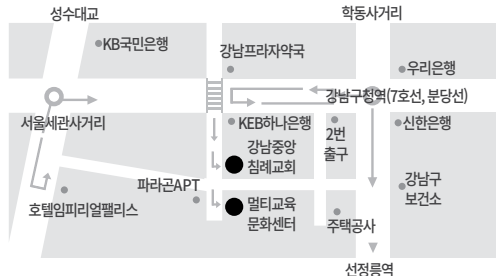 성수대교
학동사거리
KB국민은행
강남프라자약국
우리은행
강남구청역(7호선, 분당선)
서울세관사거리
KEB하나은행
2번
출구
신한은행
강남중앙
침례교회
파라곤APT
강남구
보건소
호텔임피리얼팰리스
멀티교육
문화센터
주택공사
선정릉역